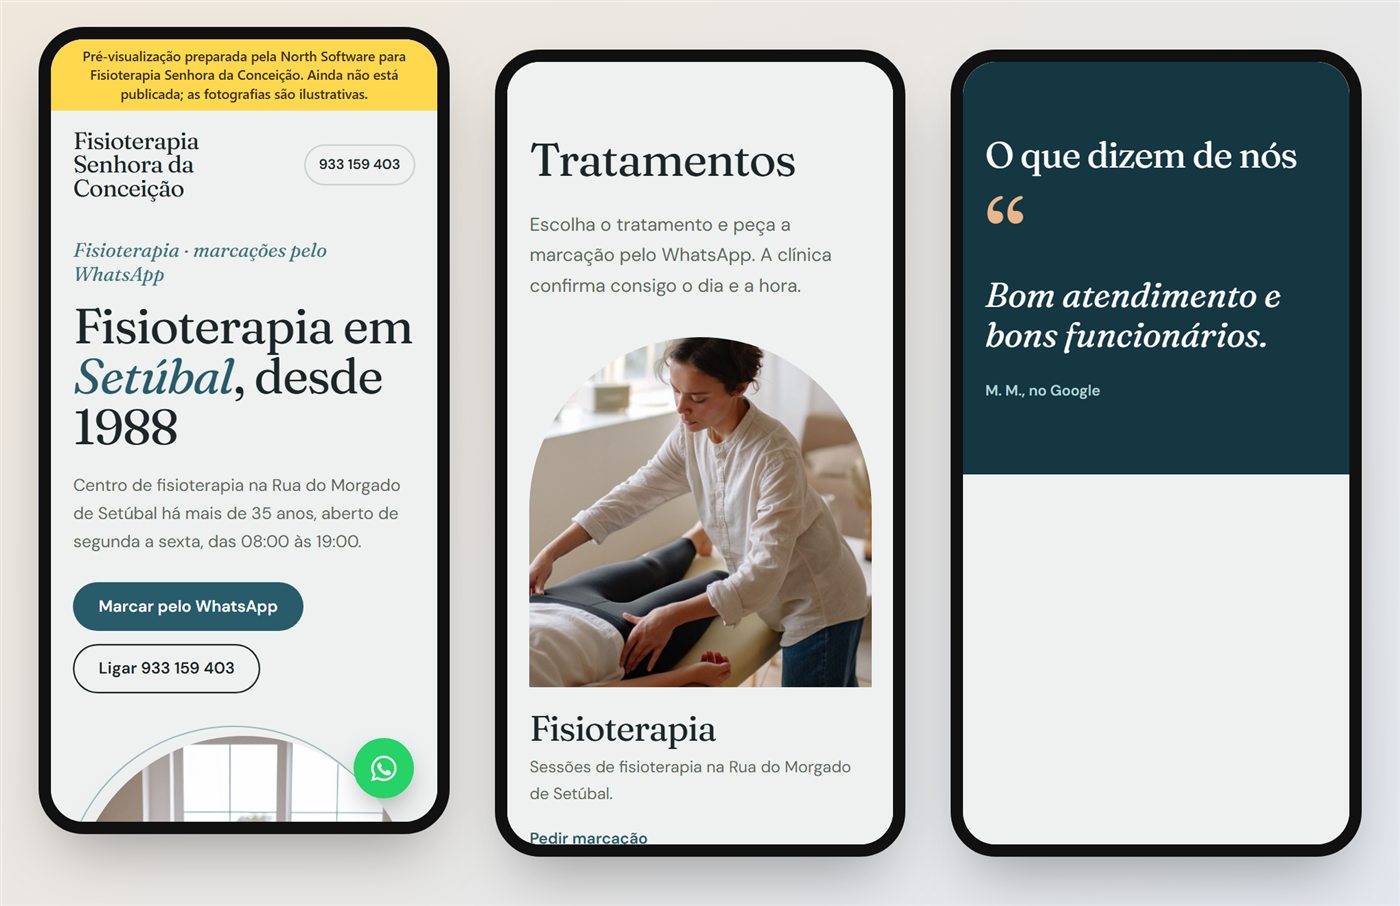 Pré-visualização preparada pela North Software para
Fisioterapia Senhora da Conceição. Ainda não está
publicada; as fotografias são ilustrativas.
Fisioterapia
Senhora da
Conceição
933 159 403
Fisioterapia · marcações pelo
WhatsApp
Fisioterapia em
Setúbal, desde
1988
Centro de fisioterapia na Rua do Morgado
de Setúbal há mais de 35 anos, aberto de
segunda a sexta, das 08:00 às 19:00.
Marcar pelo WhatsApp
Ligar 933 159 403
Tratamentos
Escolha o tratamento e peça a
marcação pelo WhatsApp. A clínica
confirma consigo o dia e a hora.
Fisioterapia
Sessões de fisioterapia na Rua do Morgado
de Setúbal.
Pedir marcação
O que dizem de nós
“
Bom atendimento e
bons funcionários.
M. M., no Google